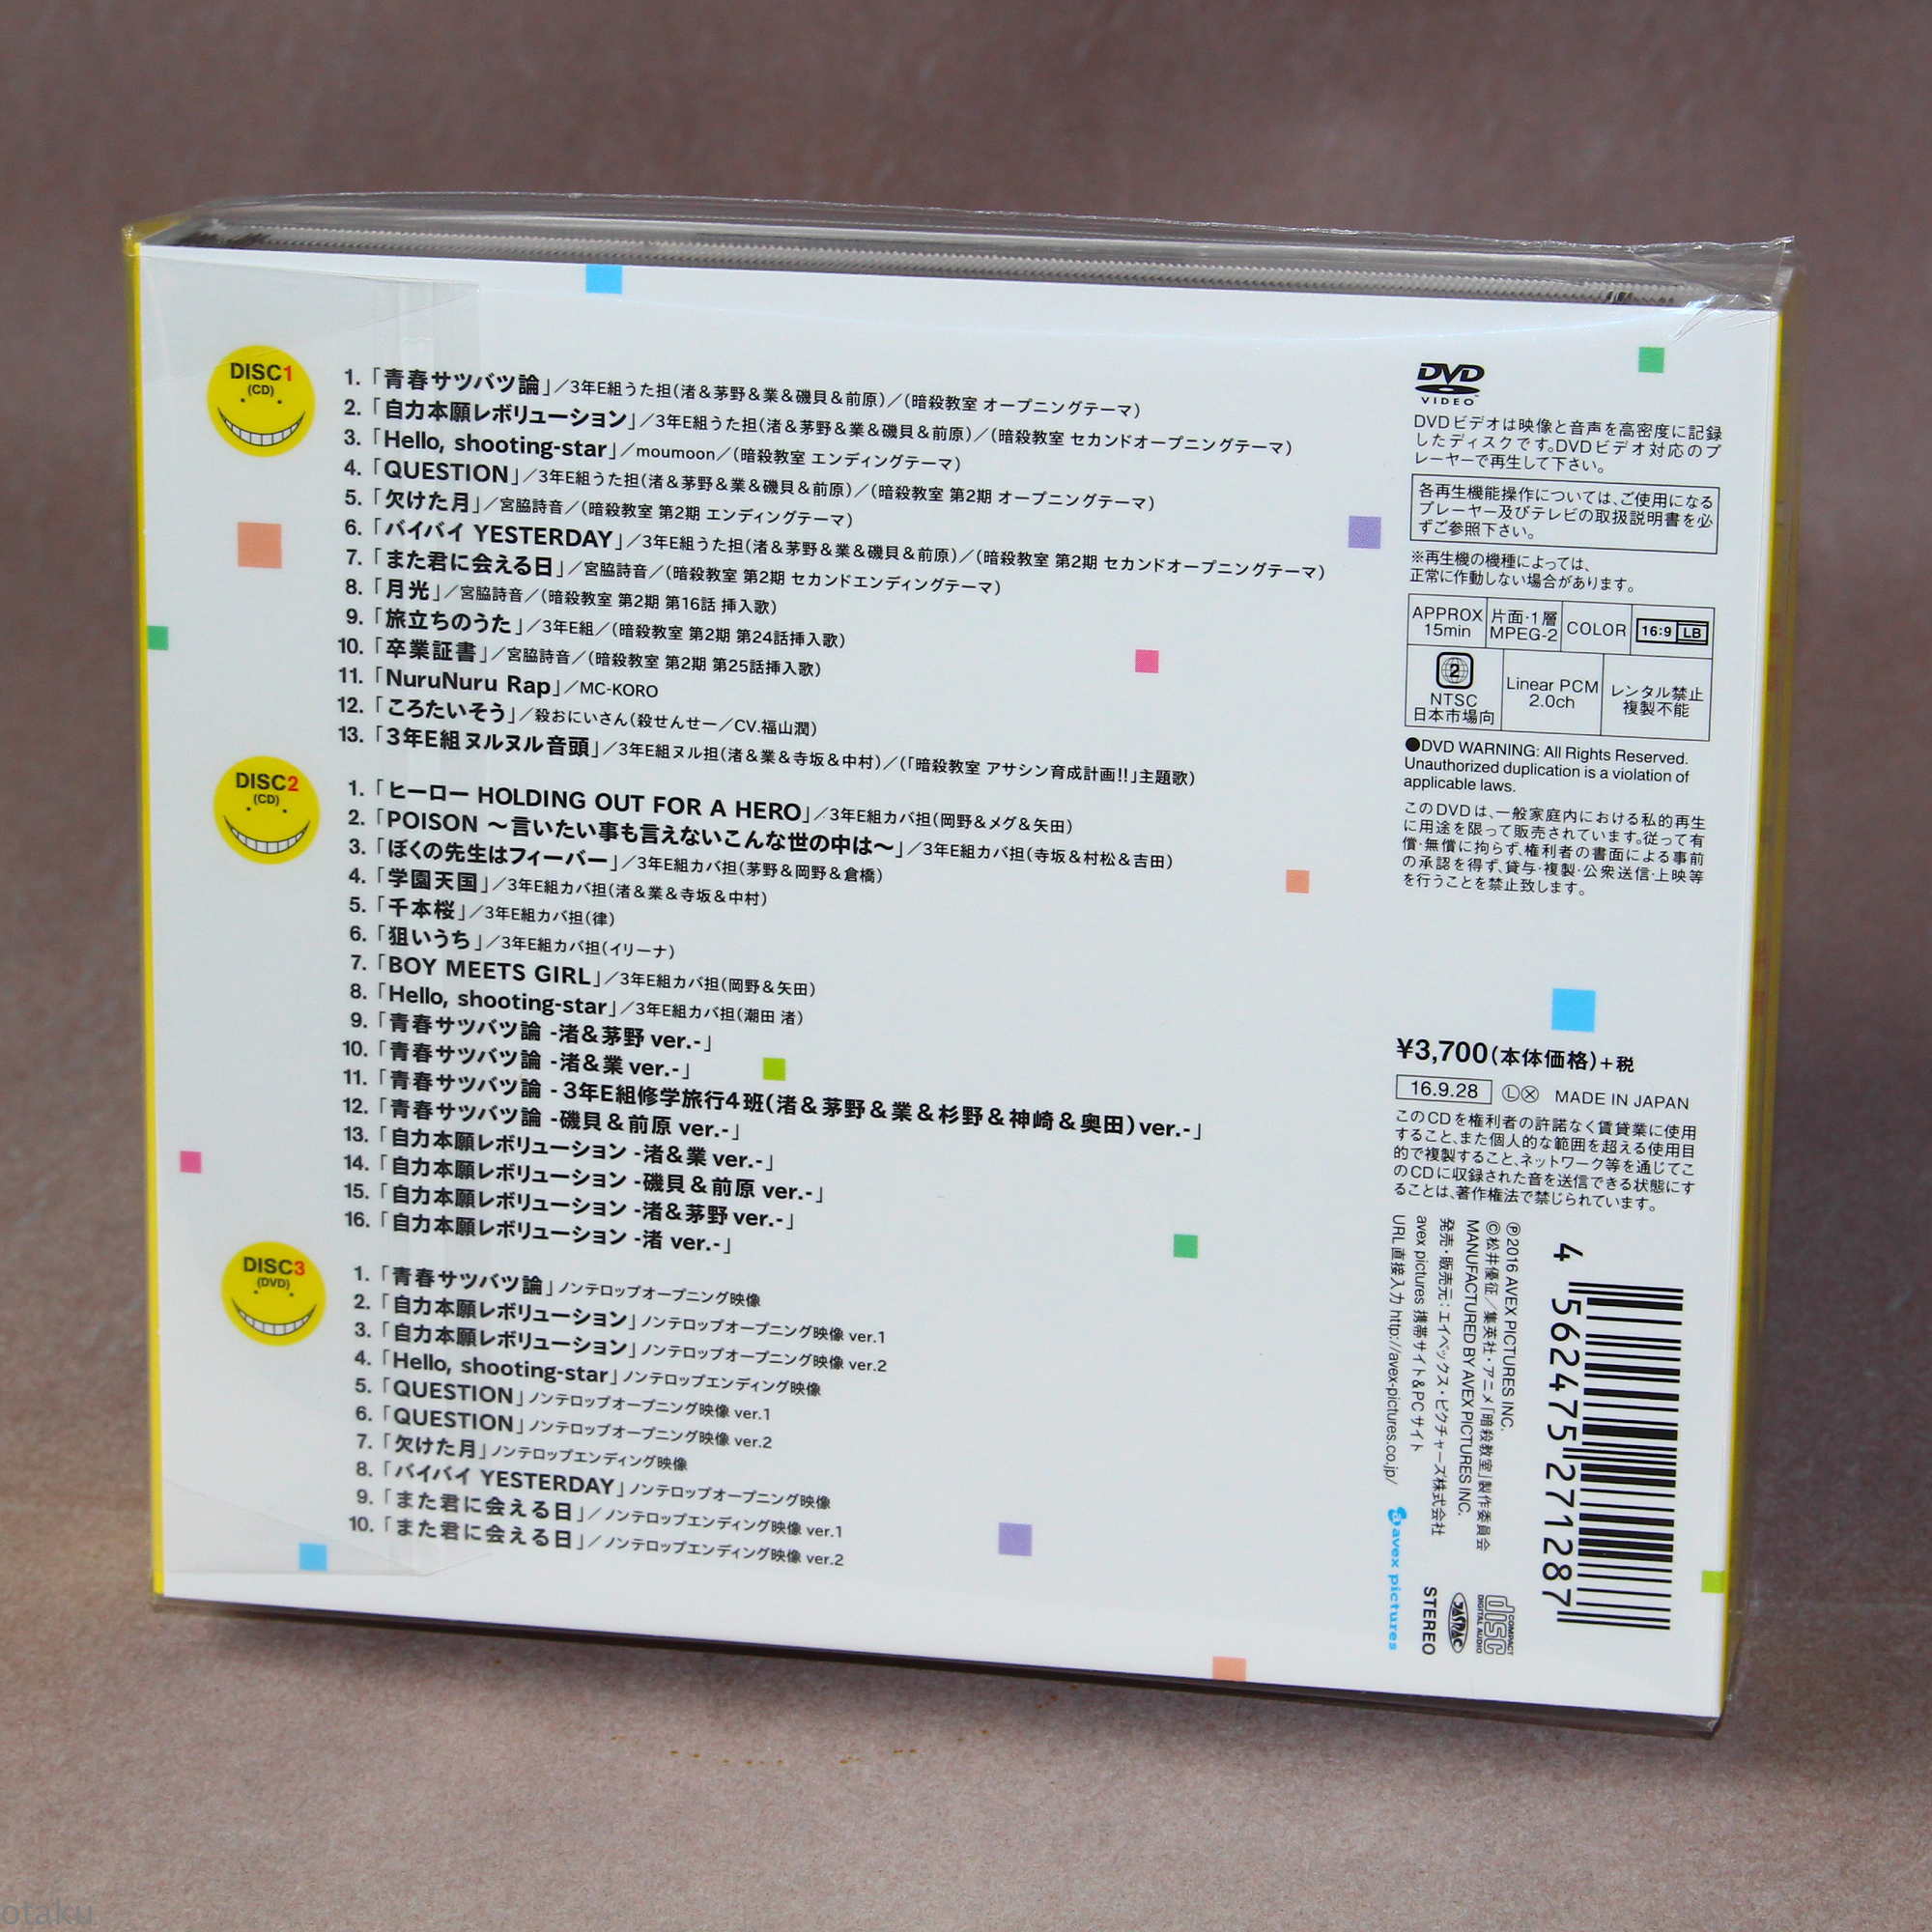 DISC1
(CD)
1.「青春サツバツ論」／3年E組うた担（渚＆茅野＆業＆磯貝＆前原）／（暗殺教室 オープニングテーマ）
2.「自力本願レボリューション」／3年E組うた担（渚＆茅野＆業＆磯貝＆前原）／（暗殺教室 セカンドオープニングテーマ）
3.「Hello, shooting-star」／moumoon／（暗殺教室 エンディングテーマ）
4.「QUESTION」／3年E組うた担（渚＆茅野＆業＆磯貝＆前原）／（暗殺教室 第2期 オープニングテーマ）
5.「欠けた月」／宮脇詩音／（暗殺教室 第2期 エンディングテーマ）
6.「バイバイ YESTERDAY」／3年E組うた担（渚＆茅野＆業＆磯貝＆前原）／（暗殺教室 第2期 セカンドオープニングテーマ）
7.「また君に会える日」／宮脇詩音／（暗殺教室 第2期 セカンドエンディングテーマ）
8.「月光」／宮脇詩音／（暗殺教室 第2期 第16話 挿入歌）
9.「旅立ちのうた」／3年E組／（暗殺教室 第2期 第24話挿入歌）
10.「卒業証書」／宮脇詩音／（暗殺教室 第2期 第25話挿入歌）
11.「NuruNuru Rap」／MC-KORO
12.「ころたいそう」／殺おにいさん（殺せんせー／CV.福山潤）
13.「3年E組ヌルヌル音頭」／3年E組ヌル担（渚＆業＆寺坂＆中村）／（「暗殺教室 アサシン育成計画!!」主題歌）
DISC2
(CD)
1.「ヒーロー HOLDING OUT FOR A HERO」／3年E組カバ担（岡野＆メグ＆矢田）
2.「POISON ～言いたい事も言えないこんな世の中は～」／3年E組カバ担（寺坂＆村松＆吉田）
3.「ぼくの先生はフィーバー」／3年E組カバ担（茅野＆岡野＆倉橋）
4.「学園天国」／3年E組カバ担（渚＆業＆寺坂＆中村）
5.「千本桜」／3年E組カバ担（律）
6.「狙いうち」／3年E組カバ担（イリーナ）
7.「BOY MEETS GIRL」／3年E組カバ担（岡野＆矢田）
8.「Hello, shooting-star」／3年E組カバ担（潮田 渚）
9.「青春サツバツ論 -渚＆茅野 ver.-」
10.「青春サツバツ論 -渚＆業 ver.-」
11.「青春サツバツ論 -3年E組修学旅行4班（渚＆茅野＆業＆杉野＆神崎＆奥田）ver.-」
12.「青春サツバツ論 -磯貝＆前原 ver.-」
13.「自力本願レボリューション -渚＆業 ver.-」
14.「自力本願レボリューション -磯貝＆前原 ver.-」
15.「自力本願レボリューション -渚＆茅野 ver.-」
16.「自力本願レボリューション -渚 ver.-」
DISC3
(DVD)
1.「青春サツバツ論」ノンテロップオープニング映像
2.「自力本願レボリューション」ノンテロップオープニング映像 ver.1
3.「自力本願レボリューション」ノンテロップオープニング映像 ver.2
4.「Hello, shooting-star」ノンテロップエンディング映像
5.「QUESTION」ノンテロップオープニング映像 ver.1
6.「QUESTION」ノンテロップオープニング映像 ver.2
7.「欠けた月」ノンテロップエンディング映像
8.「バイバイ YESTERDAY」ノンテロップオープニング映像
9.「また君に会える日」／ノンテロップエンディング映像 ver.1
10.「また君に会える日」／ノンテロップエンディング映像 ver.2
DVD
VIDEO
DVDビデオは映像と音声を高密度に記録
したディスクです。DVDビデオ対応のプ
レーヤーで再生して下さい。
各再生機能操作については、ご使用になる
プレーヤー及びテレビの取扱説明書を必
ずご参照下さい。
※再生機の機種によっては、
正常に作動しない場合があります。
APPROX 15min
片面・1層 MPEG-2
COLOR
16:9 LB
2
NTSC
日本市場向
Linear PCM
2.0ch
レンタル禁止
複製不能
●DVD WARNING: All Rights Reserved.
Unauthorized duplication is a violation of
applicable laws.
このDVDは、一般家庭内における私的再生
に用途を限って販売されています。従って有
償・無償に拘らず、権利者の書面による事前
の承認を得ず、貸与・複製・公衆送信・上映等
を行うことを禁止致します。
¥3,700（本体価格）+税
16.9.28 Ⓛⓧ MADE IN JAPAN
このCDを権利者の許諾なく賃貸業に使用
すること、また個人的な範囲を超える使用目
的で複製すること、ネットワーク等を通じてこ
のCDに収録された音を送信できる状態にす
ることは、著作権法で禁じられています。
℗2016 AVEX PICTURES INC.
©松井優征／集英社・アニメ「暗殺教室」製作委員会
MANUFACTURED BY AVEX PICTURES INC.
発売・販売元：エイベックス・ピクチャーズ株式会社
avex pictures 携帯サイト＆PCサイト
URL直接入力 http://avex-pictures.co.jp/
avex pictures
4 562475 271287
STEREO
JASRAC
COMPACT
disc
DIGITAL AUDIO
otaku